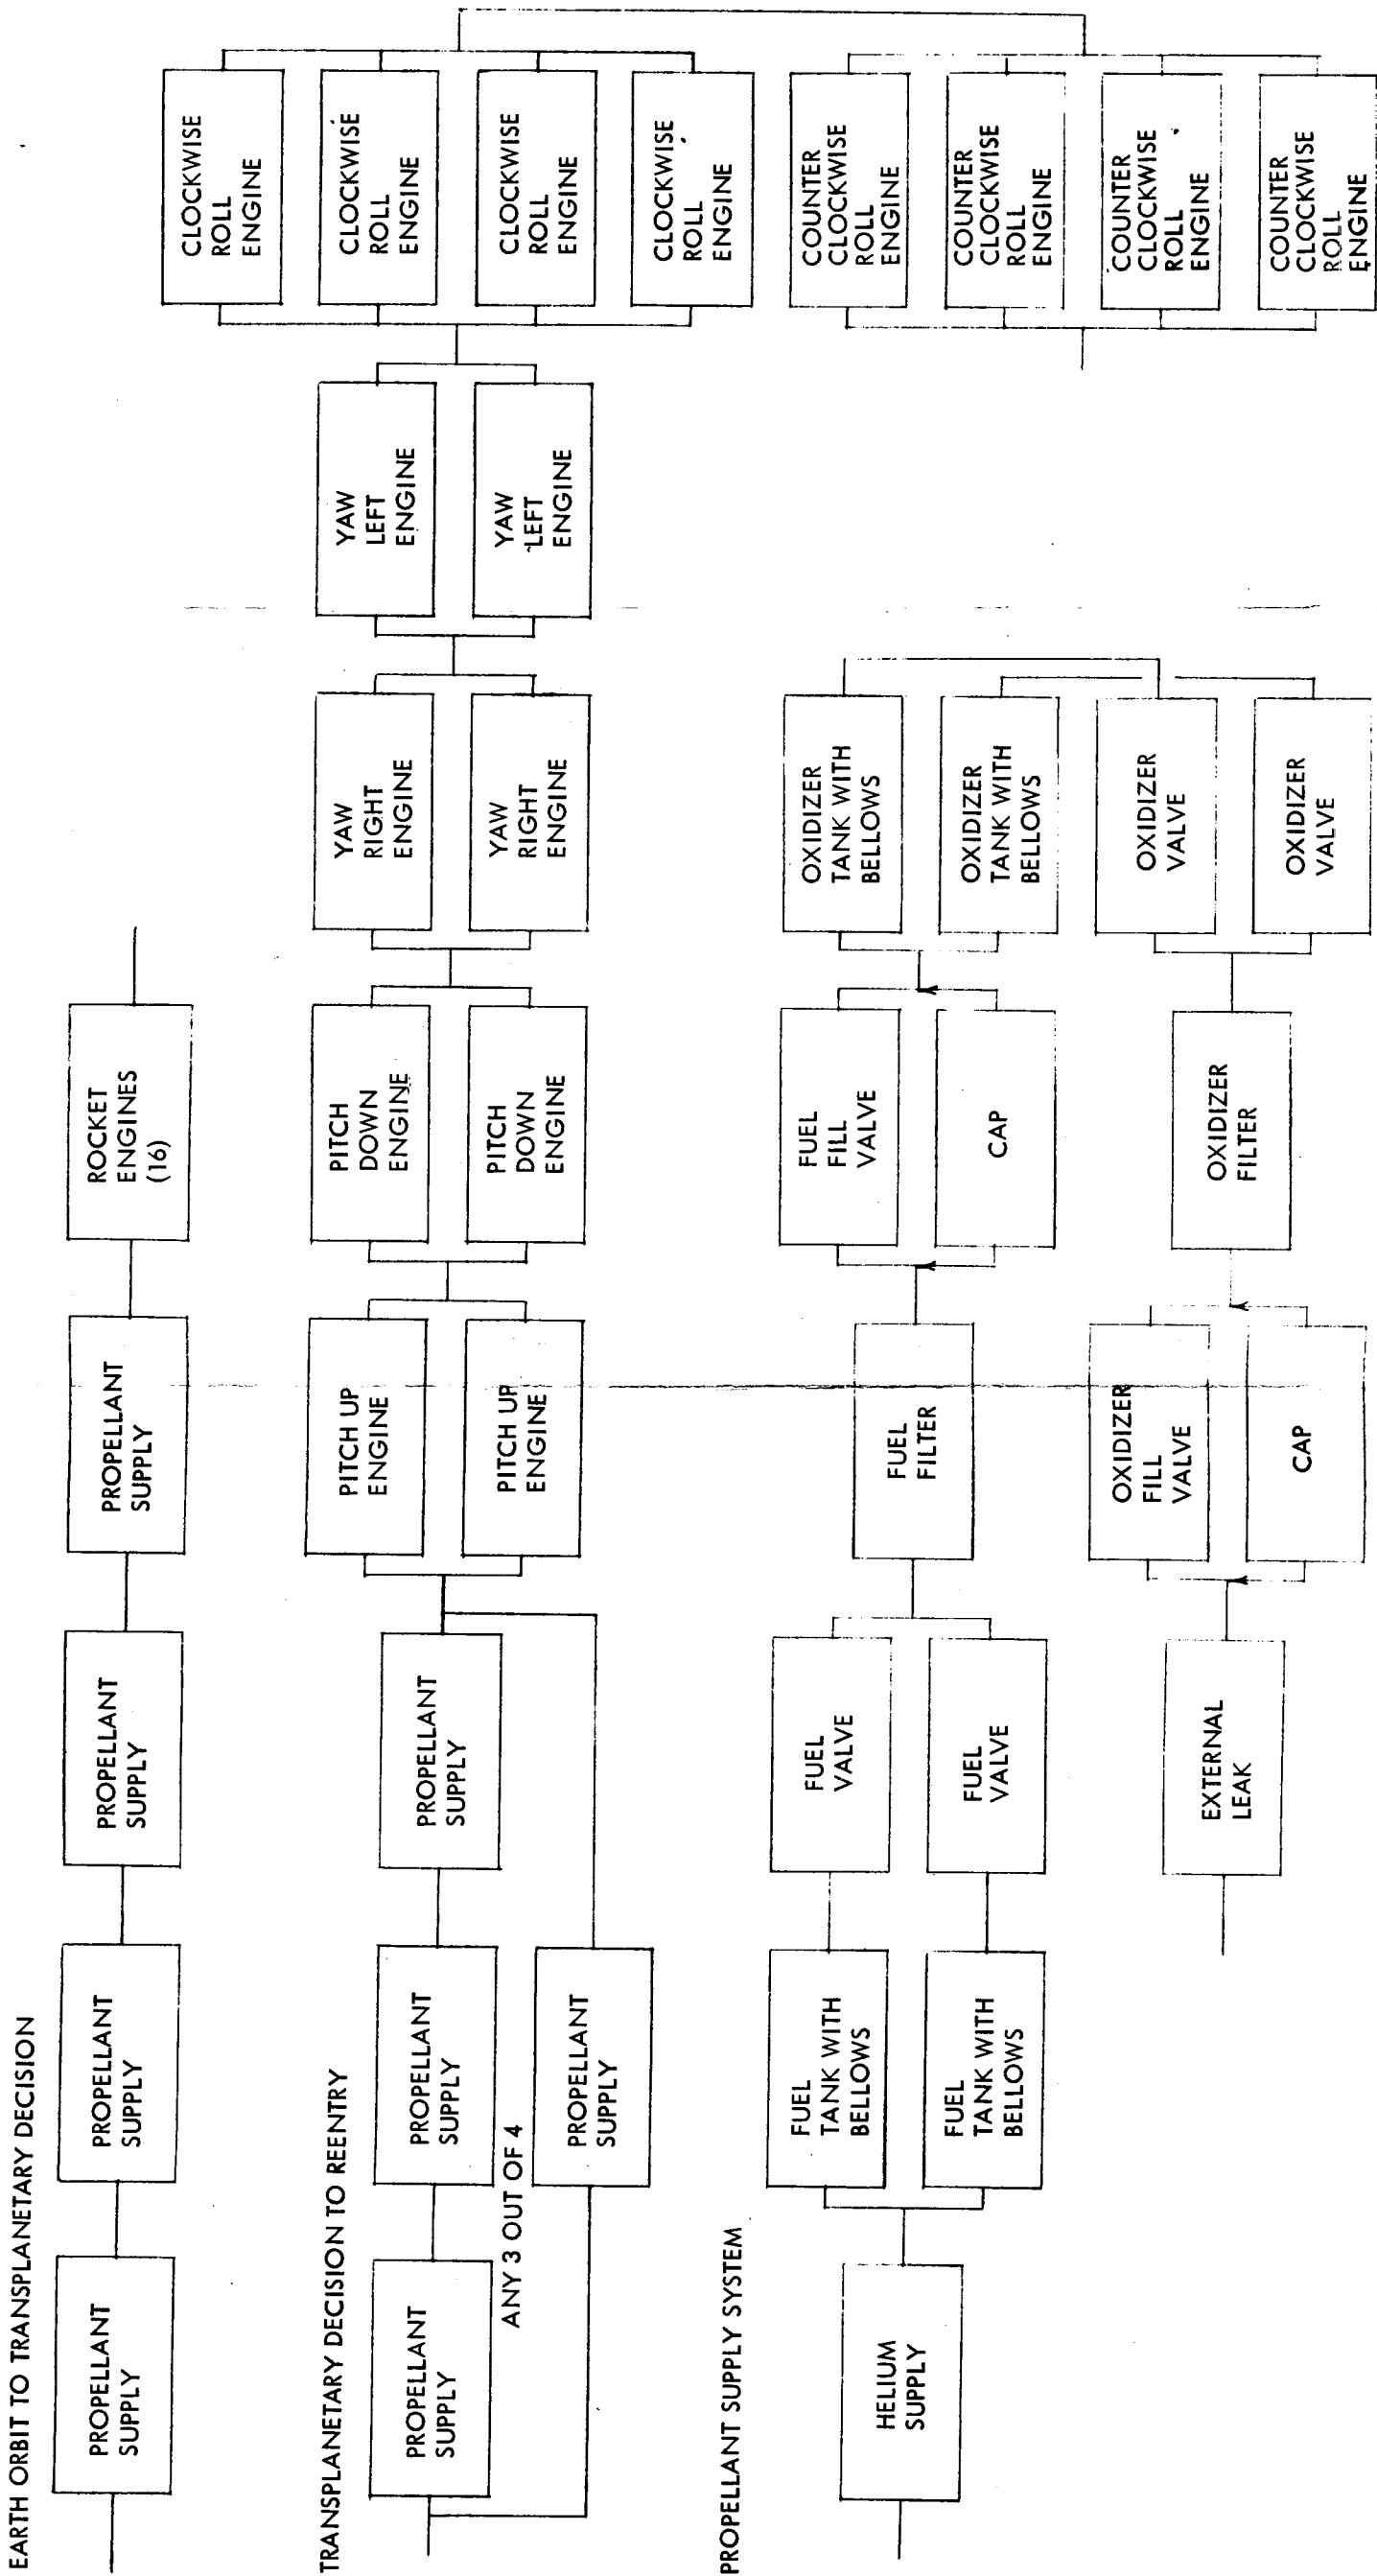 EARTH ORBIT TO TRANSPLANETARY DECISION
PROPELLANT
SUPPLY
PROPELLANT
SUPPLY
PROPELLANT
SUPPLY
PROPELLANT
SUPPLY
ROCKET
ENGINES
(16)
TRANSPLANETARY DECISION TO REENTRY
PROPELLANT
SUPPLY
PROPELLANT
SUPPLY
PROPELLANT
SUPPLY
ANY 3 OUT OF 4
PROPELLANT
SUPPLY
PITCH UP
ENGINE
PITCH UP
ENGINE
PITCH
DOWN
ENGINE
PITCH
DOWN
ENGINE
YAW
RIGHT
ENGINE
YAW
RIGHT
ENGINE
YAW
LEFT
ENGINE
YAW
LEFT
ENGINE
CLOCKWISE
ROLL
ENGINE
CLOCKWISE
ROLL
ENGINE
CLOCKWISE
ROLL
ENGINE
CLOCKWISE
ROLL
ENGINE
COUNTER
CLOCKWISE
ROLL
ENGINE
COUNTER
CLOCKWISE
ROLL
ENGINE
COUNTER
CLOCKWISE
ROLL
ENGINE
COUNTER
CLOCKWISE
ROLL
ENGINE
PROPELLANT SUPPLY SYSTEM
HELIUM
SUPPLY
FUEL
TANK WITH
BELLOWS
FUEL
TANK WITH
BELLOWS
FUEL
VALVE
FUEL
VALVE
FUEL
FILTER
FUEL
FILL
VALVE
CAP
OXIDIZER
TANK WITH
BELLOWS
OXIDIZER
TANK WITH
BELLOWS
OXIDIZER
VALVE
OXIDIZER
VALVE
OXIDIZER
FILTER
OXIDIZER
FILL
VALVE
CAP
EXTERNAL
LEAK